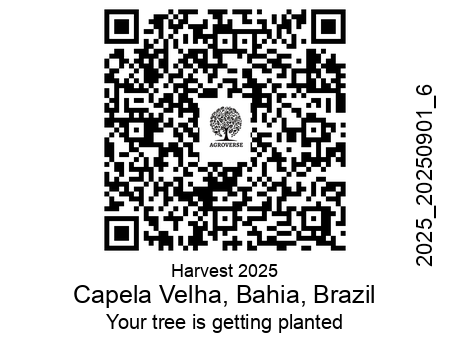 AGROVERSE
Harvest 2025
Capela Velha, Bahia, Brazil
Your tree is getting planted
2025_20250901_6